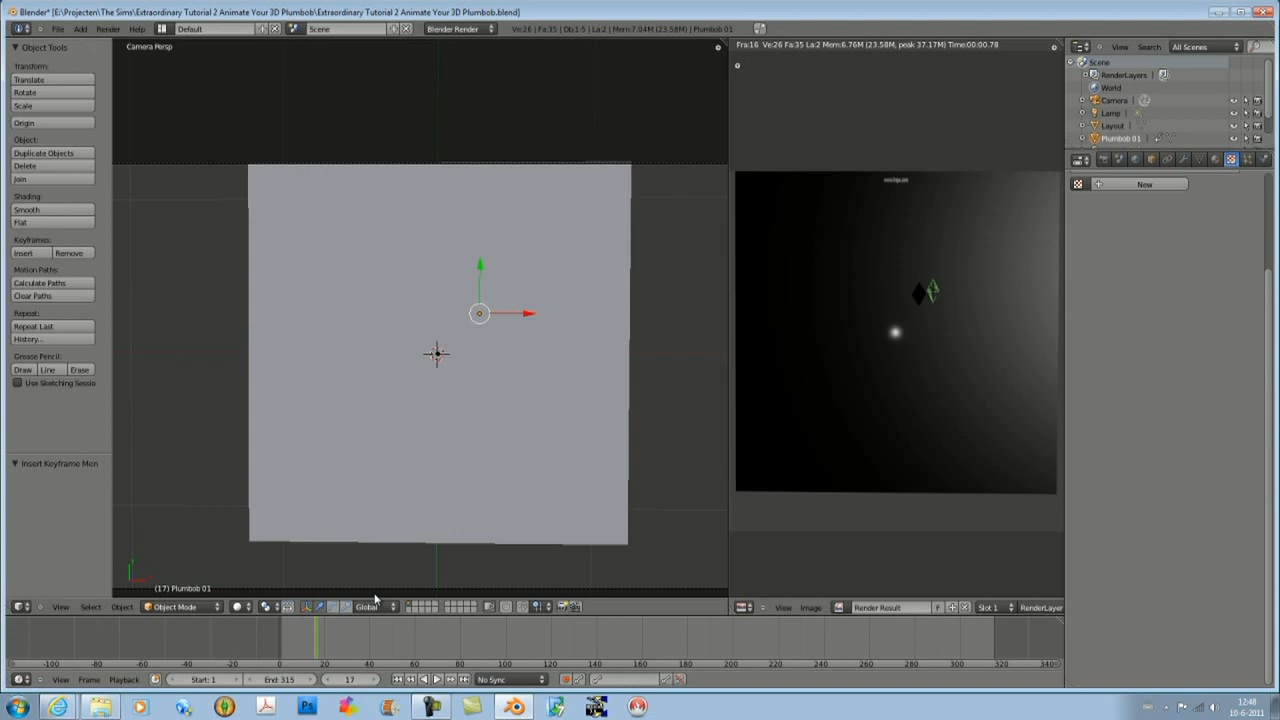 Blender* [E:\Projecten\The Sims\Extraordinary Tutorial 2 Animate Your 3D Plumbob\Extraordinary Tutorial 2 Animate Your 3D Plumbob.blend]
File Add Render Help Default Scene Blender Render Ve:26 | Fa:35 | Ob:1-5 | La:2 | Mem:7.04M (23.58M) | Plumbob 01
Object Tools
Transform:
Translate
Rotate
Scale
Origin
Object:
Duplicate Objects
Delete
Join
Shading:
Smooth
Flat
Keyframes:
Insert Remove
Motion Paths:
Calculate Paths
Clear Paths
Repeat:
Repeat Last
History...
Grease Pencil:
Draw Line Erase
Use Sketching Sessio
Insert Keyframe Men
Camera Persp
(17) Plumbob 01
View Select Object Object Mode Global
Fra:16 Ve:26 Fa:35 La:2 Mem:6.76M (23.58M, peak 37.17M) Time:00:00.78
View Image Render Result F Slot 1 RenderLayer
View Search All Scenes
Scene
RenderLayers
World
Camera
Lamp
Layout
Plumbob 01
New
-100 -80 -60 -40 -20 0 20 40 60 80 100 120 140 160 180 200 220 240 260 280 300 320 340
View Frame Playback Start: 1 End: 315 17 No Sync
12:48
10-6-2011